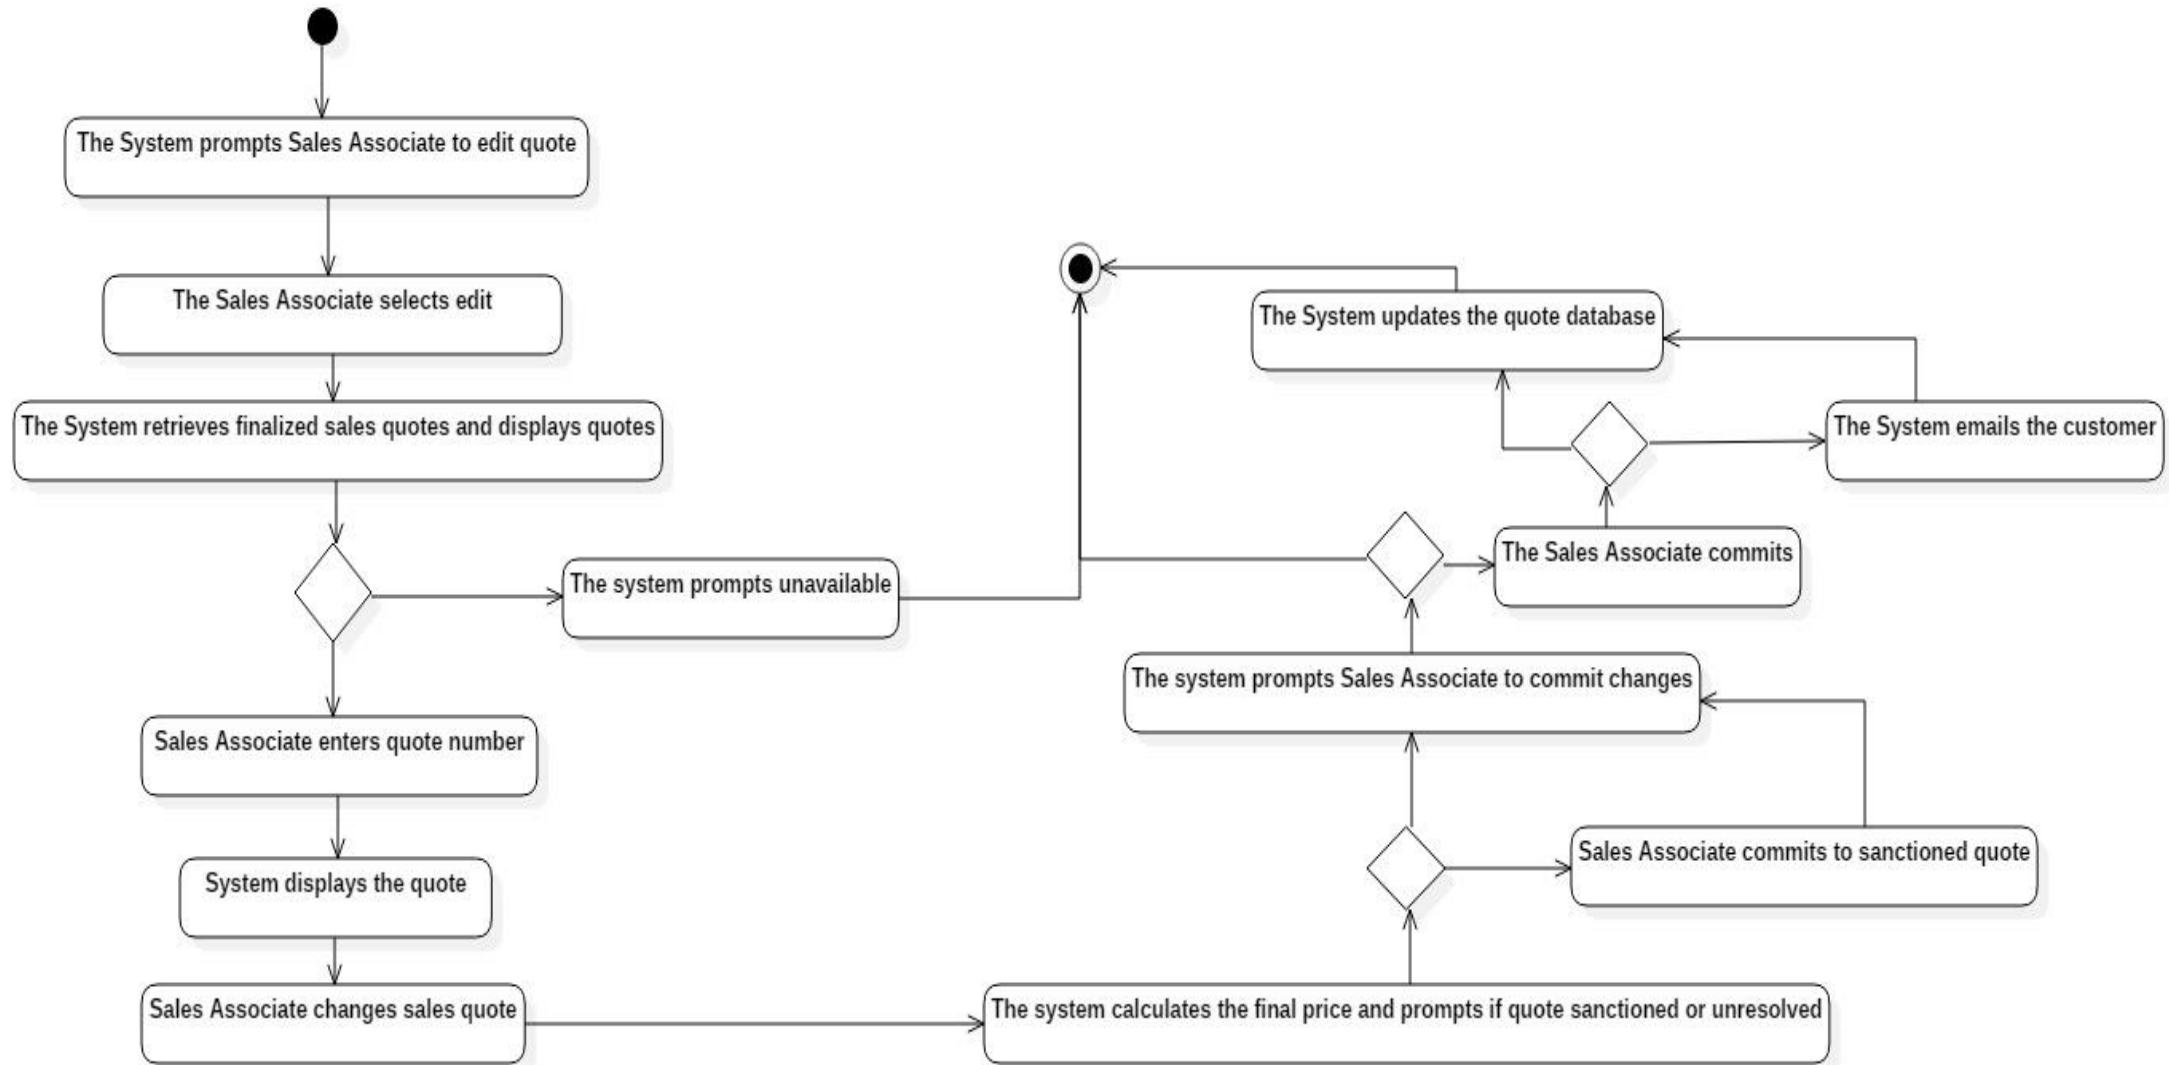 The System prompts Sales Associate to edit quote
The Sales Associate selects edit
The System retrieves finalized sales quotes and displays quotes
The system prompts unavailable
Sales Associate enters quote number
System displays the quote
Sales Associate changes sales quote
The system calculates the final price and prompts if quote sanctioned or unresolved
Sales Associate commits to sanctioned quote
The system prompts Sales Associate to commit changes
The Sales Associate commits
The System emails the customer
The System updates the quote database